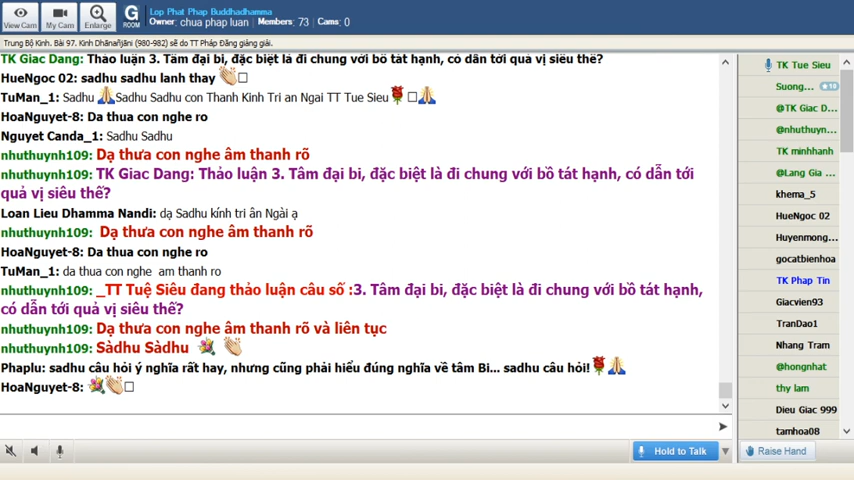 View Cam
My Cam
Enlarge
G
ROOM
Lop Phat Phap Buddhadhamma
Owner: chua phap luan Members: 73 Cams: 0
Trung Bộ Kinh. Bài 97. Kinh Dhānañjāni (980-982) sẽ do TT Pháp Đăng giảng giải.
TK Giac Dang: Thảo luận 3. Tâm đại bi, đặc biệt là đi chung với bồ tát hạnh, có dẫn tới quả vị siêu thế?
HueNgoc 02: sadhu sadhu lanh thay
TuMan_1: Sadhu Sadhu Sadhu con Thanh Kinh Tri an Ngai TT Tue Sieu
HoaNguyet-8: Da thua con nghe ro
Nguyet Canda_1: Sadhu Sadhu
nhuthuynh109: Dạ thưa con nghe âm thanh rõ
nhuthuynh109: TK Giac Dang: Thảo luận 3. Tâm đại bi, đặc biệt là đi chung với bồ tát hạnh, có dẫn tới
quả vị siêu thế?
Loan Lieu Dhamma Nandi: dạ Sadhu kính tri ân Ngài ạ
nhuthuynh109: Dạ thưa con nghe âm thanh rõ
HoaNguyet-8: Da thua con nghe ro
TuMan_1: da thua con nghe am thanh ro
nhuthuynh109: _TT Tuệ Siêu đang thảo luận câu số :3. Tâm đại bi, đặc biệt là đi chung với bồ tát hạnh,
có dẫn tới quả vị siêu thế?
nhuthuynh109: Dạ thưa con nghe âm thanh rõ và liên tục
nhuthuynh109: Sàdhu Sàdhu
Phaplu: sadhu câu hỏi ý nghĩa rất hay, nhưng cũng phải hiểu đúng nghĩa về tâm Bi... sadhu câu hỏi!
HoaNguyet-8:
TK Tue Sieu
Suong... 10
@TK Giac D...
@nhuthuyn...
TK minhhanh
@Lang Gia ...
khema_5
HueNgoc 02
Huyenmong...
gocatbienhoa
TK Phap Tin
Giacvien93
TranDao1
Nhang Tram
@hongnhat
thy lam
Dieu Giac 999
tamhoa08
Hold to Talk
Raise Hand